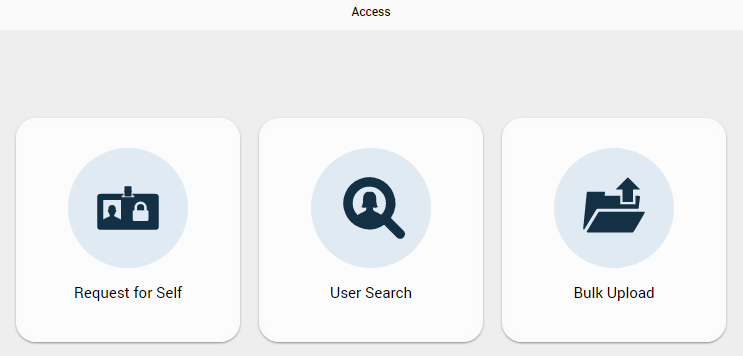 Access
Request for Self
User Search
Bulk Upload